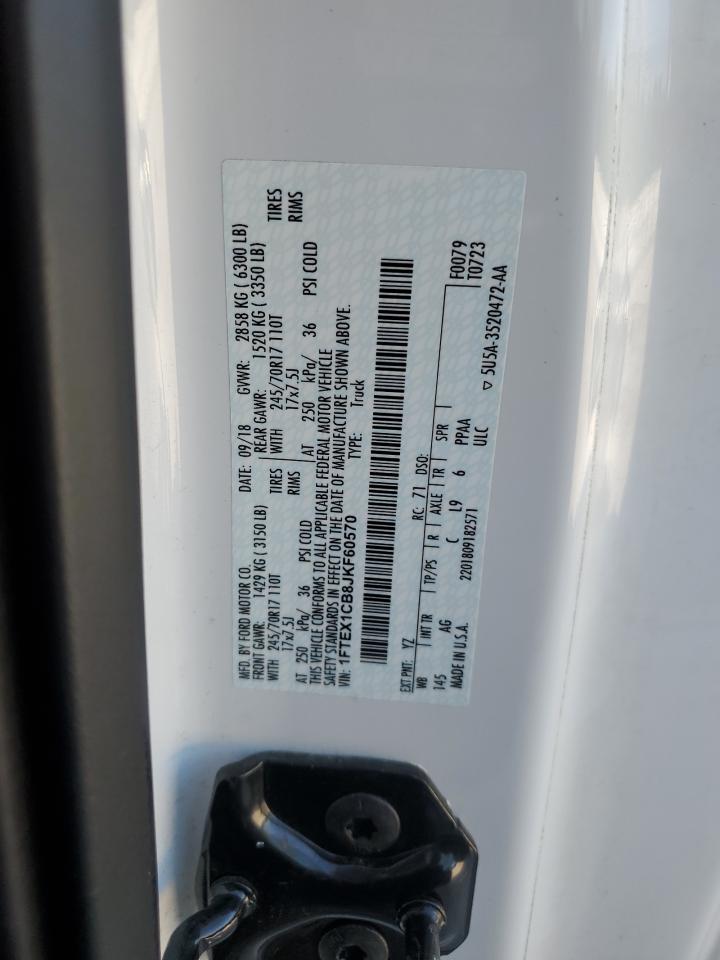 MFD. BY FORD MOTOR CO. DATE: 09/18 GVWR: 2858 KG ( 6300 LB)
FRONT GAWR: 1429 KG ( 3150 LB) REAR GAWR: 1520 KG ( 3350 LB)
WITH 245/70R17 110T TIRES WITH 245/70R17 110T TIRES
17x7.5J RIMS 17x7.5J RIMS
AT 250 kPa/ 36 PSI COLD AT 250 kPa/ 36 PSI COLD
THIS VEHICLE CONFORMS TO ALL APPLICABLE FEDERAL MOTOR VEHICLE
SAFETY STANDARDS IN EFFECT ON THE DATE OF MANUFACTURE SHOWN ABOVE.
VIN: 1FTEX1CB8JKF60570 TYPE: Truck
F0079
EXT PNT: YZ RC: 71 DSO: T0723
WB INT TR TP/PS R AXLE TR SPR
145 AG C L9 6 PPAA
MADE IN U.S.A. 2201809182571 ULC ▽ 5U5A-3520472-AA